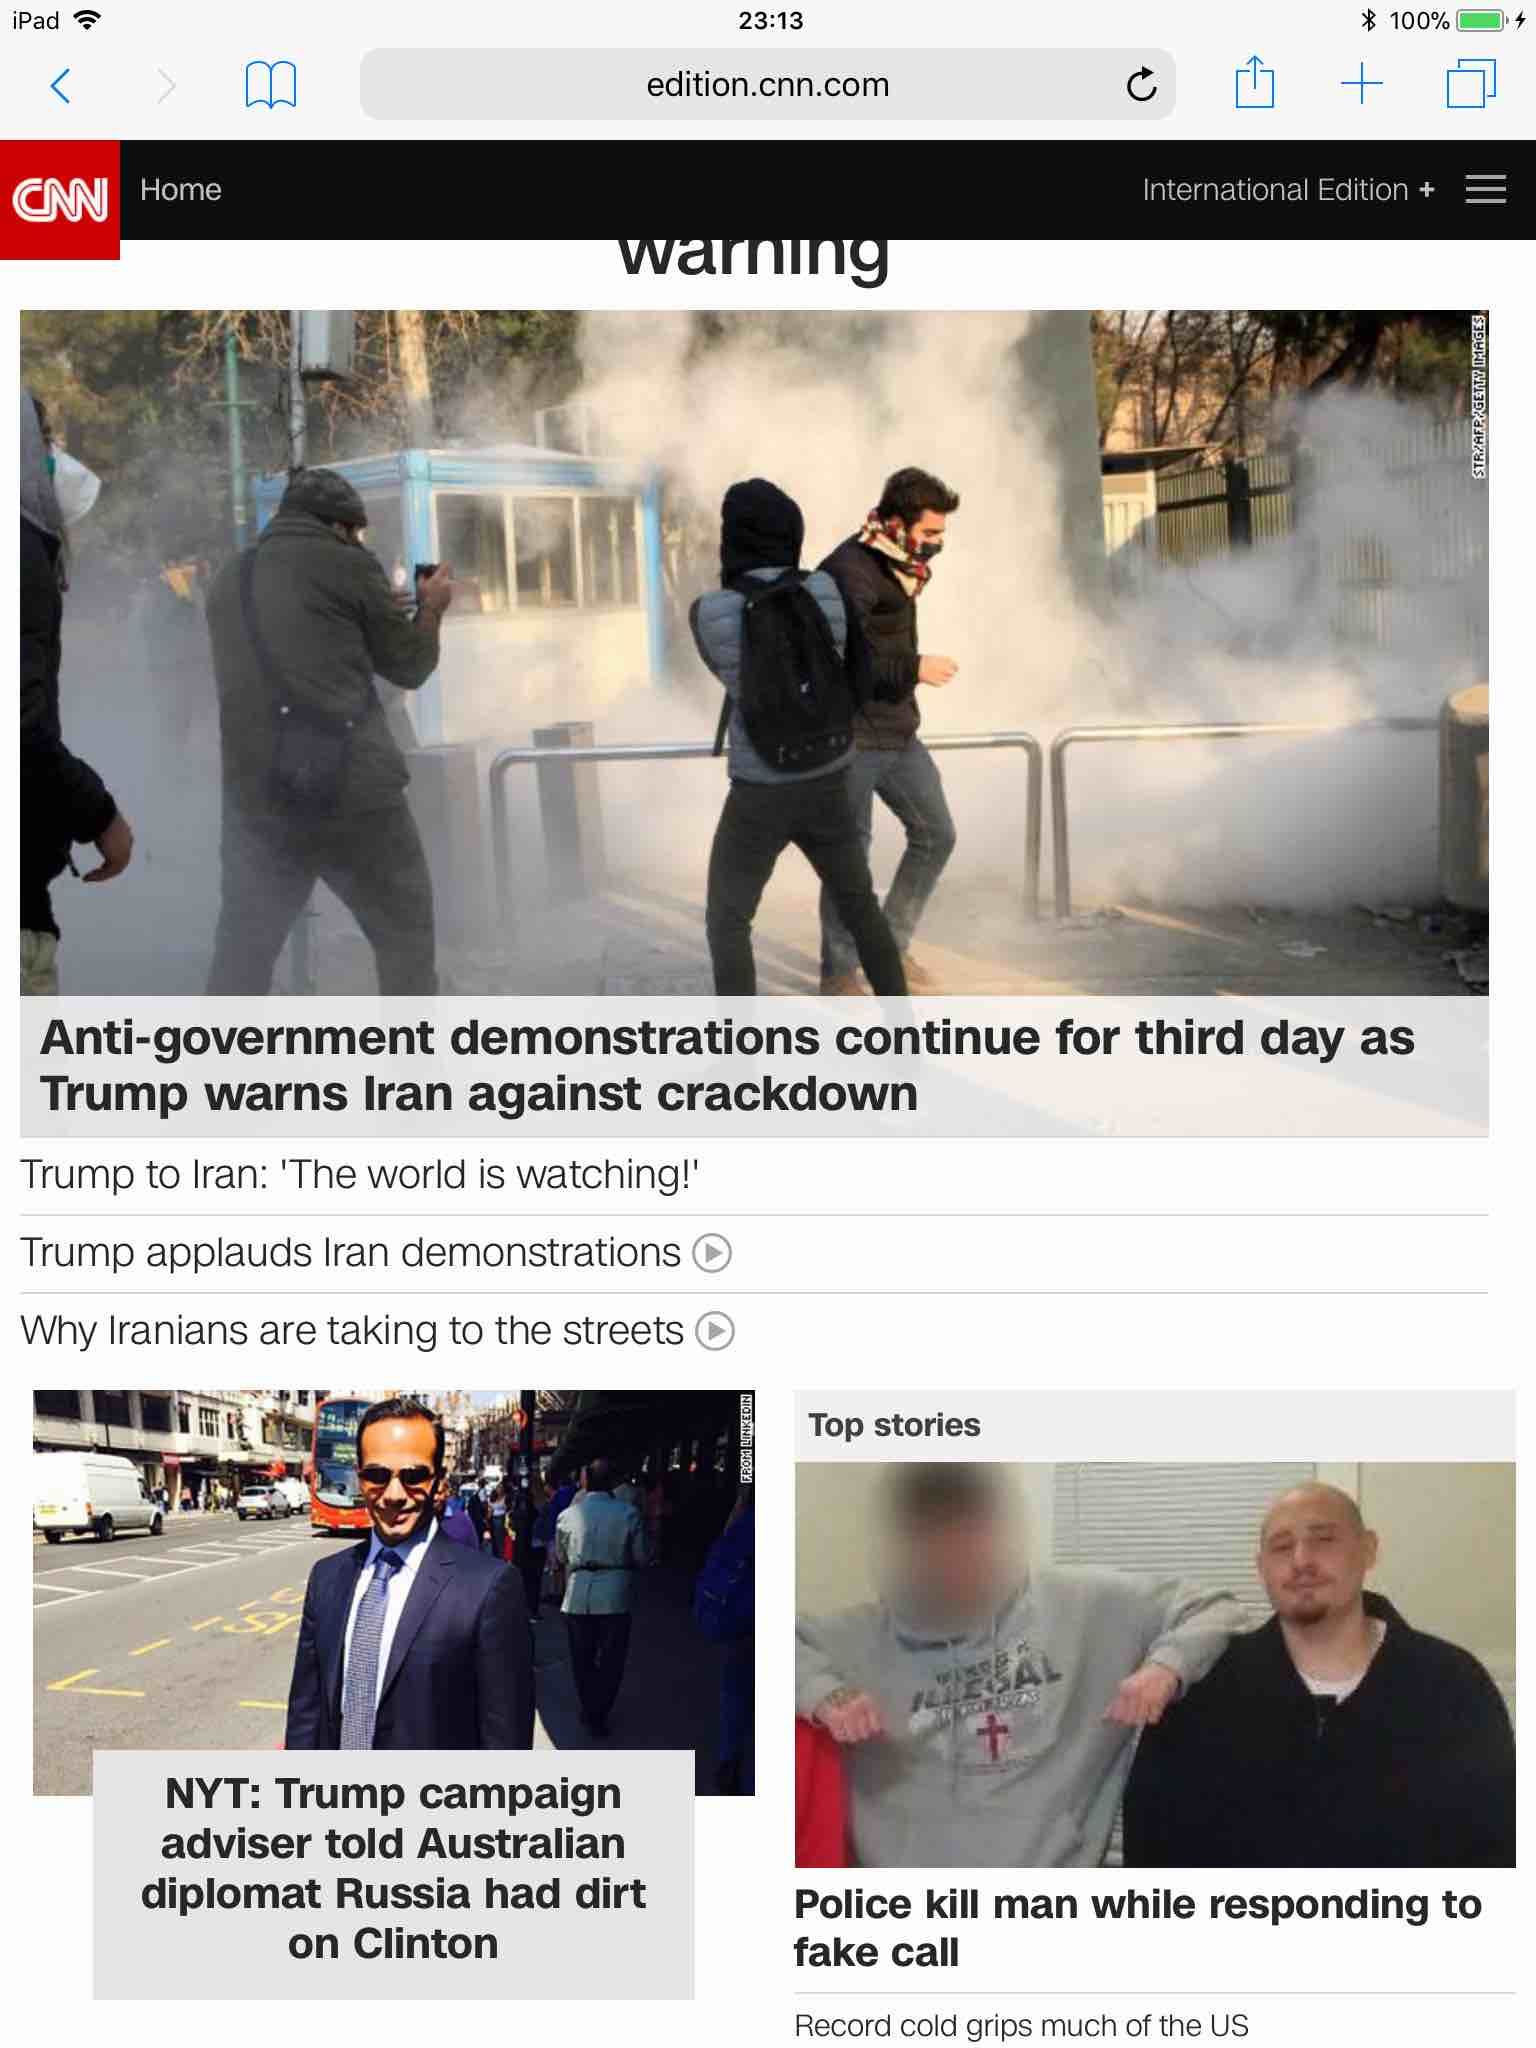 iPad
23:13
100%
edition.cnn.com
CNN
Home
International Edition +
warning
STR/AFP/GETTY IMAGES
Anti-government demonstrations continue for third day as
Trump warns Iran against crackdown
Trump to Iran: 'The world is watching!'
Trump applauds Iran demonstrations
Why Iranians are taking to the streets
FROM LINKEDIN
NYT: Trump campaign
adviser told Australian
diplomat Russia had dirt
on Clinton
Top stories
ILLEGAL
Police kill man while responding to
fake call
Record cold grips much of the US